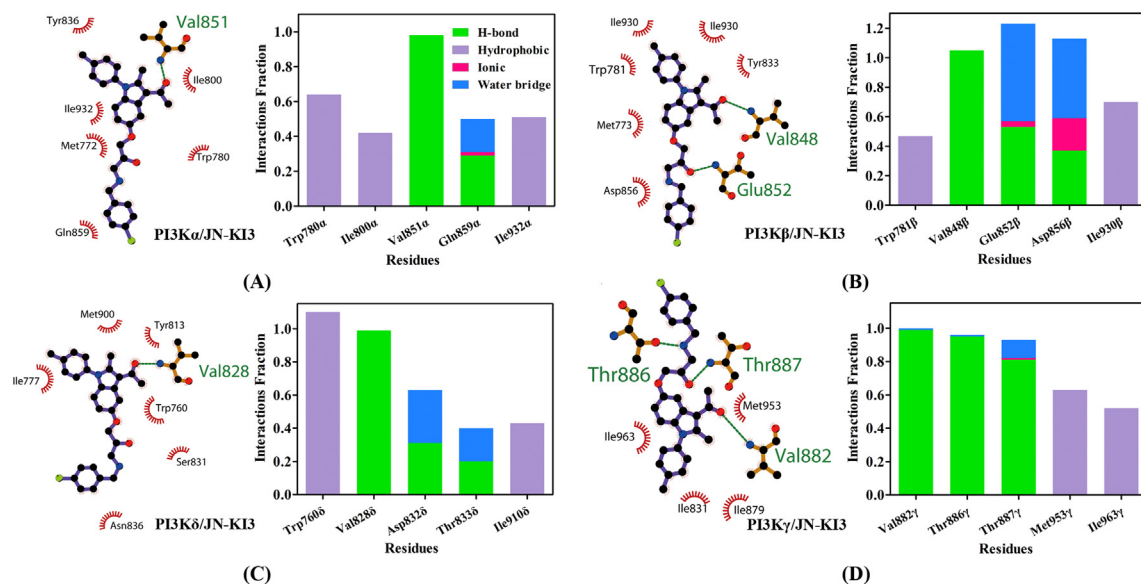 Tyr836
Val851
Ile800
Ile932
Met772
Trp780
Gln859
PI3Kα/JN-KI3
Interactions Fraction
1.0
0.8
0.6
0.4
0.2
0.0
H-bond
Hydrophobic
Ionic
Water bridge
Trp780α
Ile800α
Val851α
Gln859α
Ile932α
Residues
(A)
Ile930
Ile930
Trp781
Tyr833
Met773
Val848
Glu852
Asp856
PI3Kβ/JN-KI3
Interactions Fraction
1.2
1.0
0.8
0.6
0.4
0.2
0.0
Trp781β
Val848β
Glu852β
Asp856β
Ile930β
Residues
(B)
Met900
Tyr813
Ile777
Val828
Trp760
Ser831
Asn836
PI3Kδ/JN-KI3
Interactions Fraction
1.0
0.8
0.6
0.4
0.2
0.0
Trp760δ
Val828δ
Asp832δ
Thr833δ
Ile910δ
Residues
(C)
Thr886
Thr887
Met953
Ile963
Val882
Ile831
Ile879
PI3Kγ/JN-KI3
Interactions Fraction
1.0
0.8
0.6
0.4
0.2
0.0
Val882γ
Thr886γ
Thr887γ
Met953γ
Ile963γ
Residues
(D)